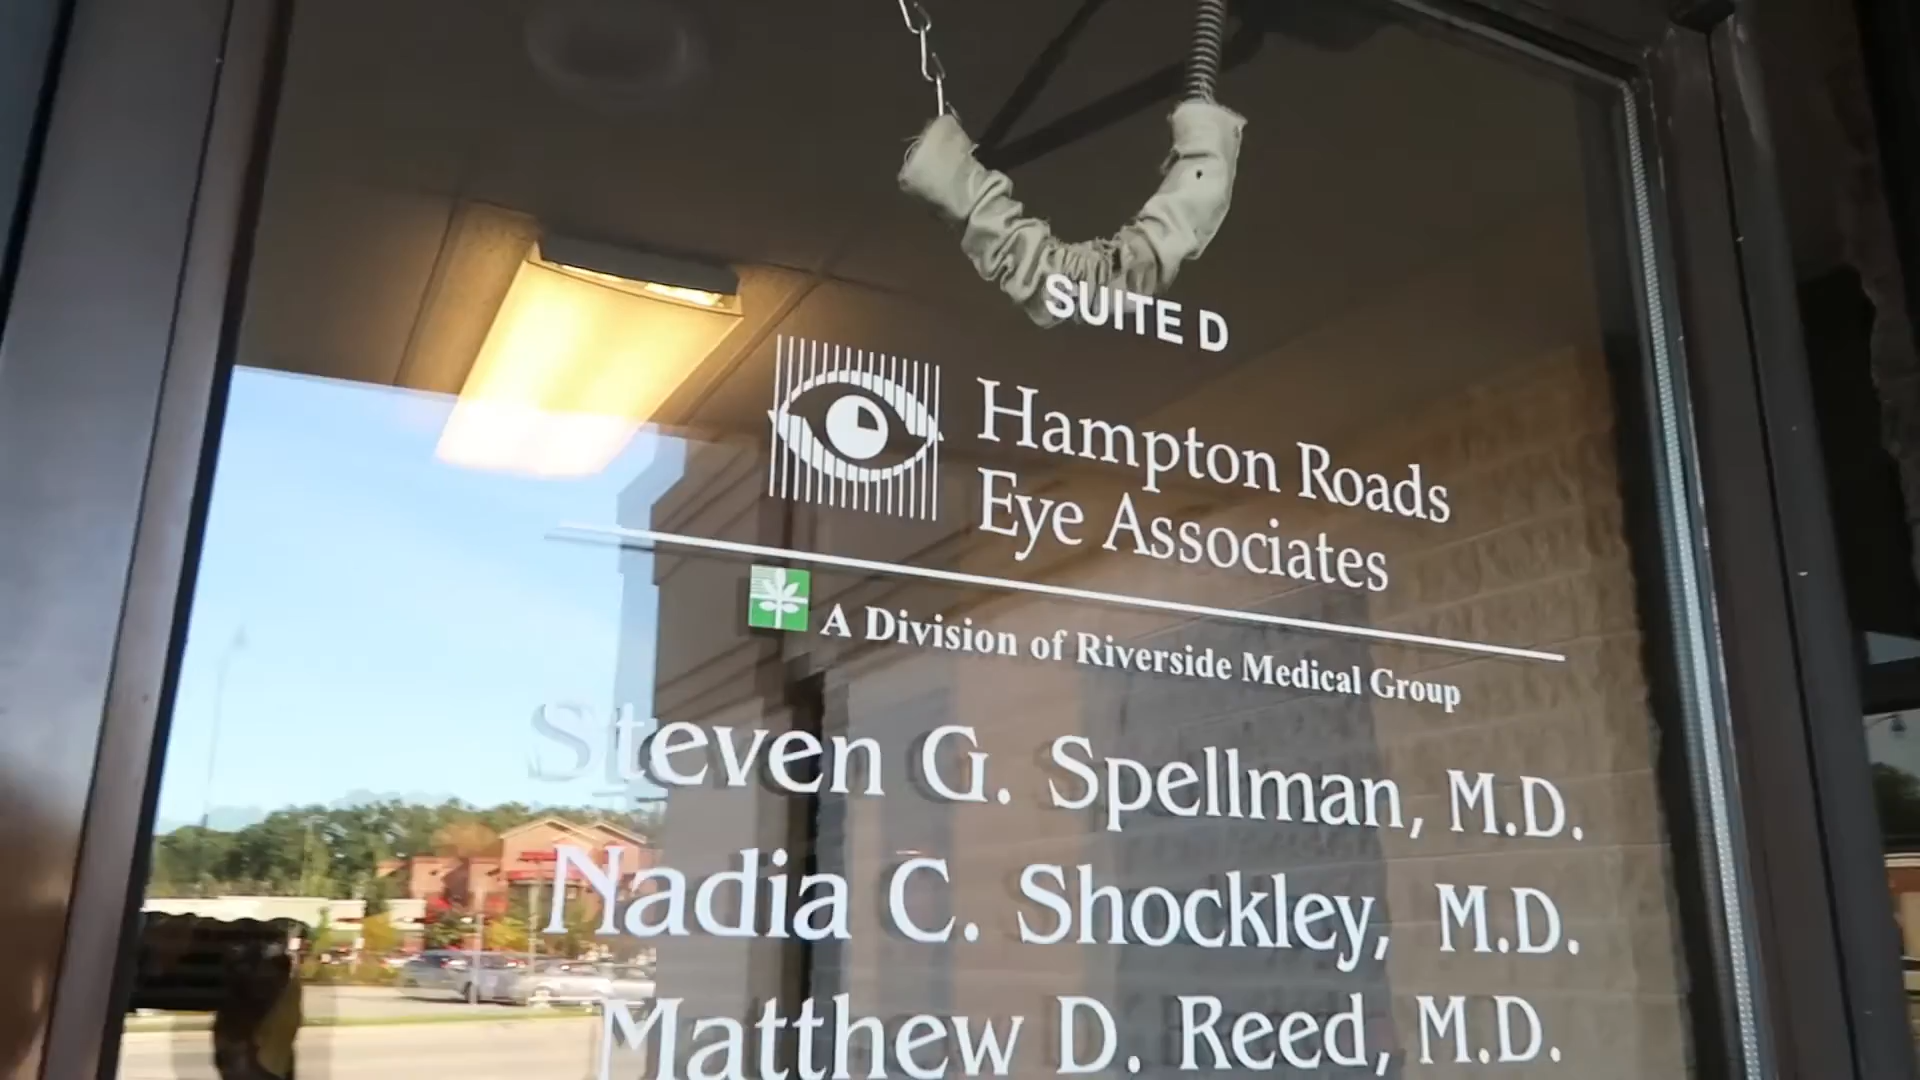 SUITE D
Hampton Roads
Eye Associates
A Division of Riverside Medical Group
Steven G. Spellman, M.D.
Nadia C. Shockley, M.D.
Matthew D. Reed, M.D.